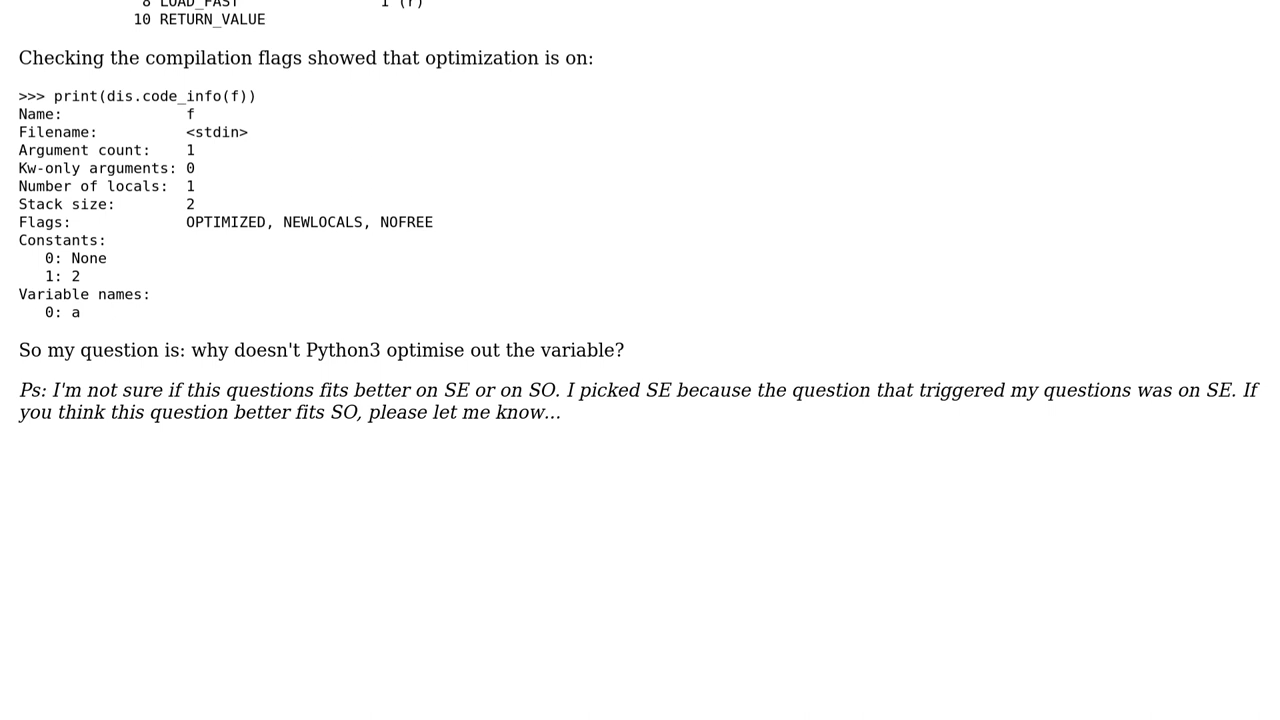 8 LOAD_FAST                1 (r)
10 RETURN_VALUE
Checking the compilation flags showed that optimization is on:
>>> print(dis.code_info(f))
Name:              f
Filename:          <stdin>
Argument count:    1
Kw-only arguments: 0
Number of locals:  1
Stack size:        2
Flags:             OPTIMIZED, NEWLOCALS, NOFREE
Constants:
   0: None
   1: 2
Variable names:
   0: a
So my question is: why doesn't Python3 optimise out the variable?
Ps: I'm not sure if this questions fits better on SE or on SO. I picked SE because the question that triggered my questions was on SE. If
you think this question better fits SO, please let me know...